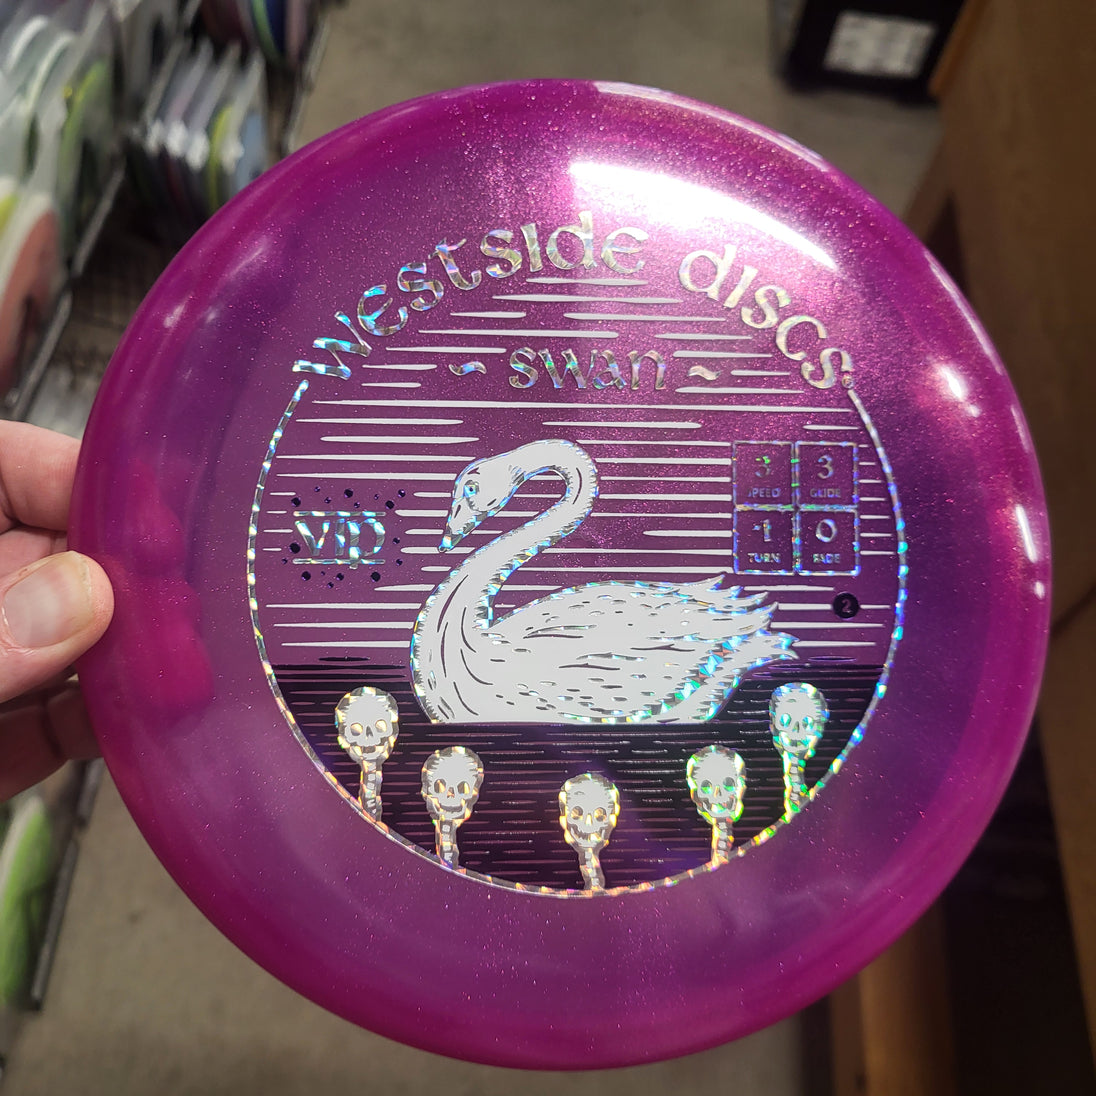 westside discs
~ swan ~
3 3
SPEED GLIDE
-1 0
TURN FADE
vip
2